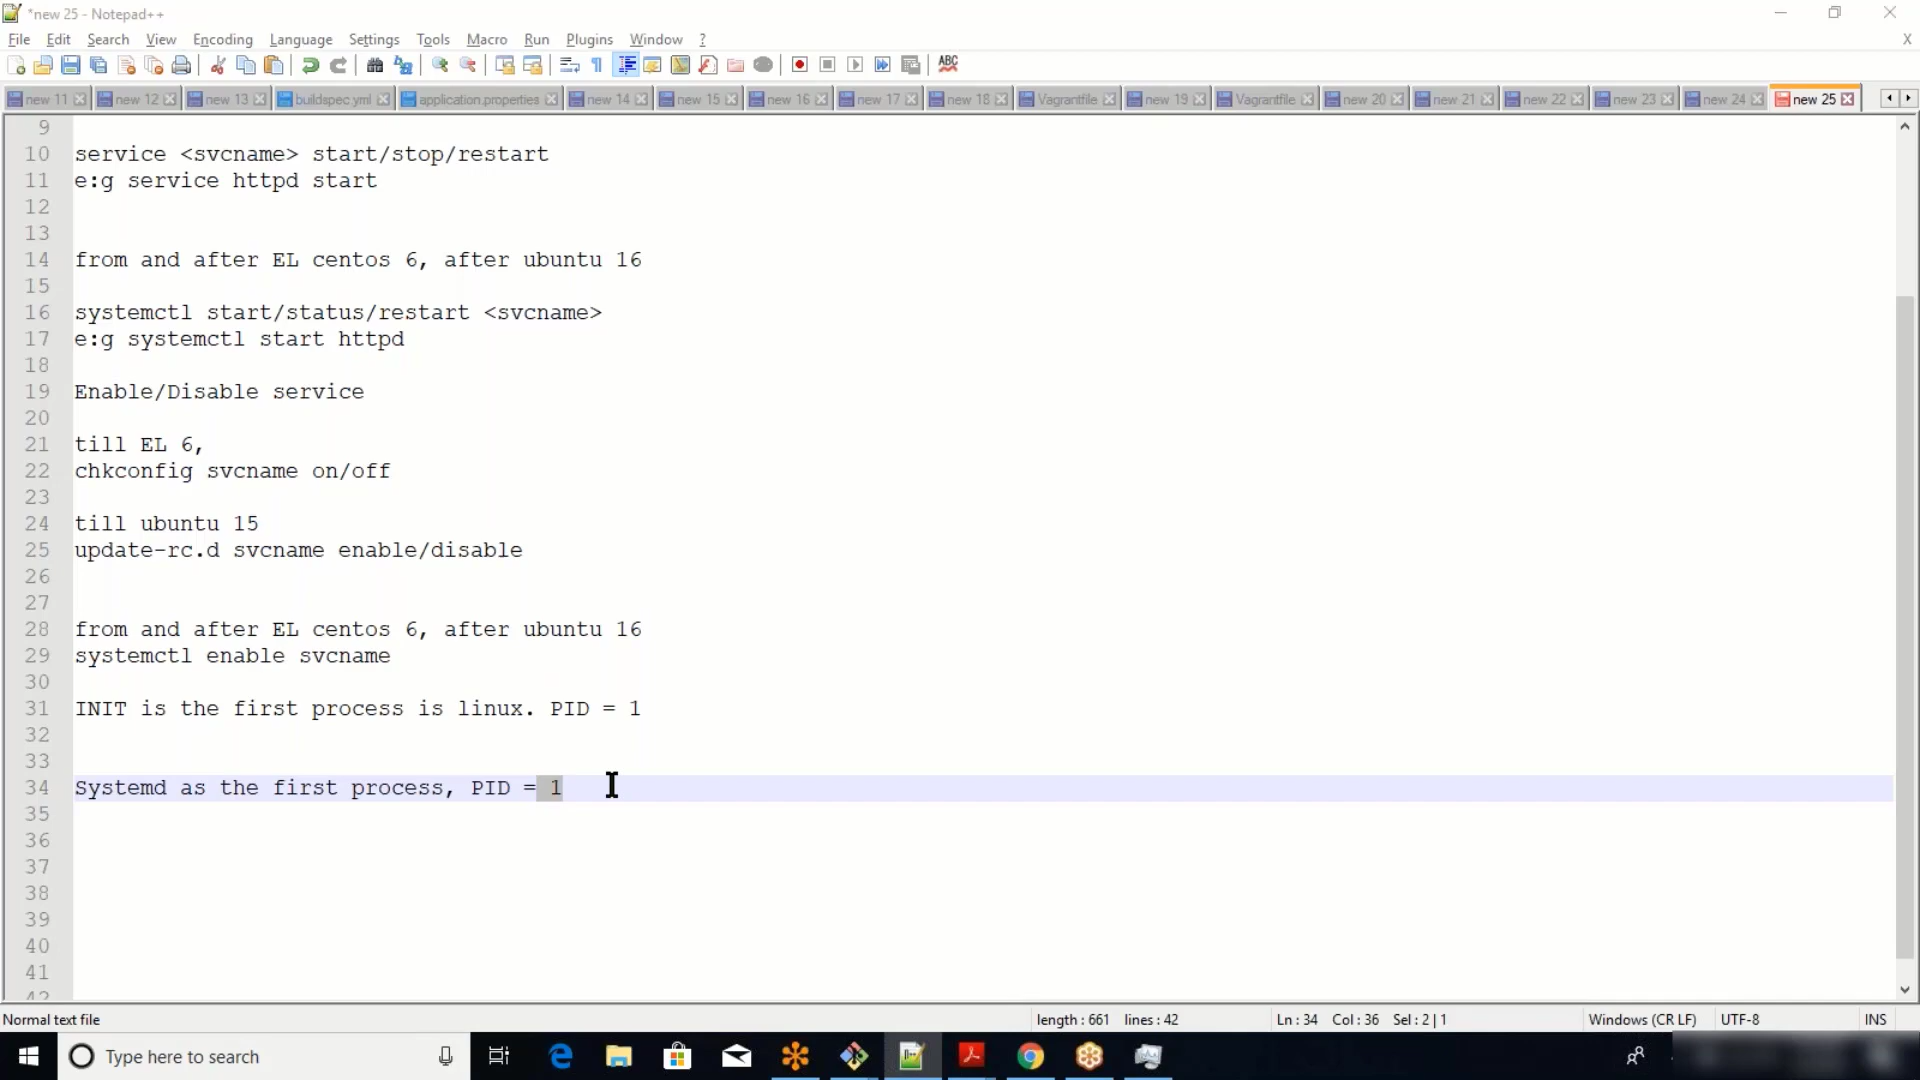 *new 25 - Notepad++
File Edit Search View Encoding Language Settings Tools Macro Run Plugins Window ? X
ABC
new 11 new 12 new 13 buildspec.yml application.properties new 14 new 15 new 16 new 17 new 18 Vagrantfile new 19 Vagrantfile new 20 new 21 new 22 new 23 new 24 new 25
9
10 service <svcname> start/stop/restart
11 e:g service httpd start
12
13
14 from and after EL centos 6, after ubuntu 16
15
16 systemctl start/status/restart <svcname>
17 e:g systemctl start httpd
18
19 Enable/Disable service
20
21 till EL 6,
22 chkconfig svcname on/off
23
24 till ubuntu 15
25 update-rc.d svcname enable/disable
26
27
28 from and after EL centos 6, after ubuntu 16
29 systemctl enable svcname
30
31 INIT is the first process is linux. PID = 1
32
33
34 Systemd as the first process, PID = 1
35
36
37
38
39
40
41
42
Normal text file length : 661 lines : 42 Ln : 34 Col : 36 Sel : 2 | 1 Windows (CR LF) UTF-8 INS
Type here to search